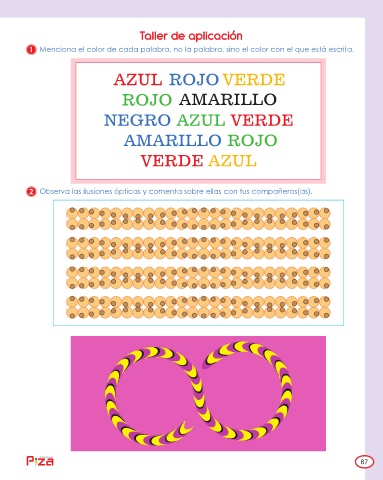 Taller de aplicación
1 Menciona el color de cada palabra, no la palabra, sino el color con el que está escrita.
AZUL ROJO VERDE
ROJO AMARILLO
NEGRO AZUL VERDE
AMARILLO ROJO
VERDE AZUL
2 Observa las ilusiones ópticas y comenta sobre ellas con tus compañeros(as).
P:za
87